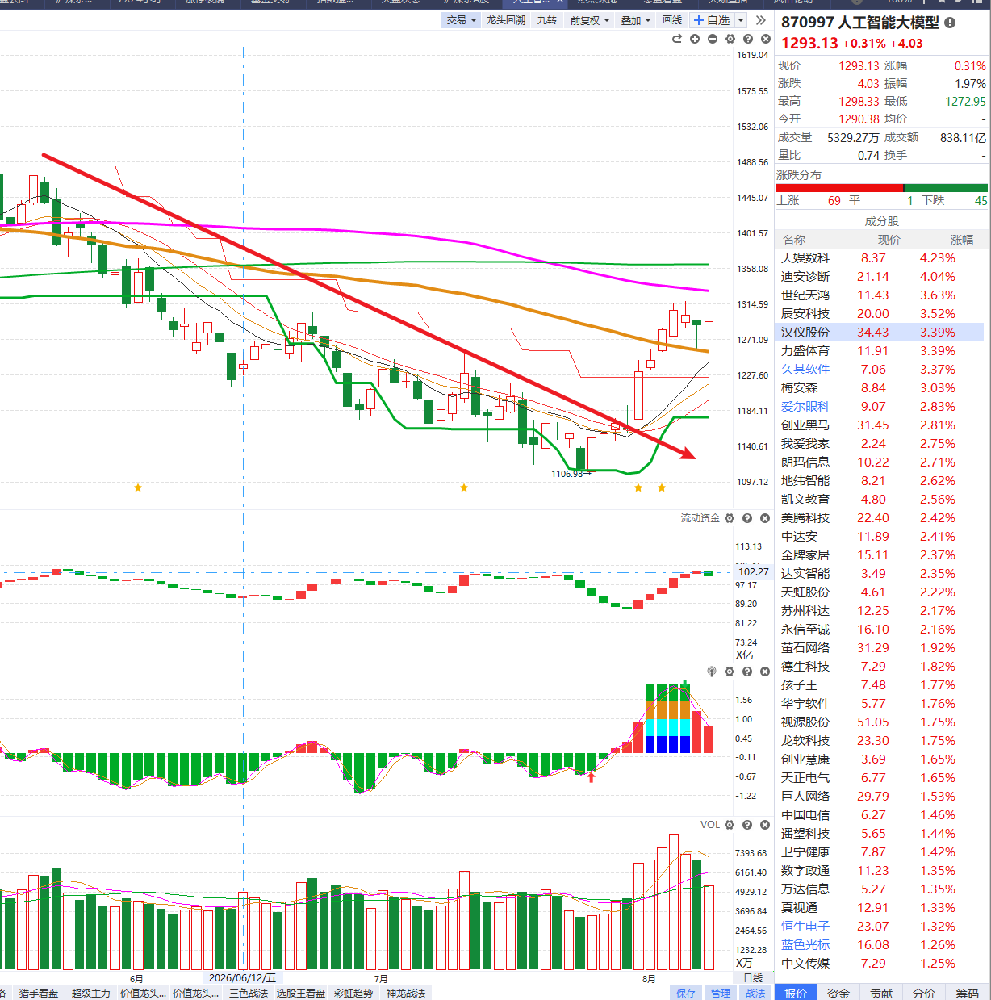 交易 龙头回溯 九转 前复权 叠加 画线 自选
870997 人工智能大模型
1293.13 +0.31% +4.03
现价 1293.13 涨幅 0.31%
涨跌 4.03 振幅 1.97%
最高 1298.33 最低 1272.95
今开 1290.38 均价 -
成交量 5329.27万 成交额 838.11亿
量比 0.74 换手 -
涨跌分布
上涨 69 平 1 下跌 45
成分股
名称 现价 涨幅
天娱数科 8.37 4.23%
迪安诊断 21.14 4.04%
世纪天鸿 11.43 3.63%
辰安科技 20.00 3.52%
汉仪股份 34.43 3.39%
力盛体育 11.91 3.39%
久其软件 7.06 3.37%
梅安森 8.84 3.03%
爱尔眼科 9.07 2.83%
创业黑马 31.45 2.81%
我爱我家 2.24 2.75%
朗玛信息 10.22 2.71%
地纬智能 8.21 2.62%
凯文教育 4.80 2.56%
美腾科技 22.40 2.42%
中达安 11.89 2.41%
金牌家居 15.11 2.37%
达实智能 3.49 2.35%
天虹股份 4.61 2.22%
苏州科达 12.25 2.17%
永信至诚 16.10 2.16%
萤石网络 31.29 1.92%
德生科技 7.29 1.82%
孩子王 7.48 1.77%
华宇软件 5.77 1.76%
视源股份 51.05 1.75%
龙软科技 23.30 1.75%
创业慧康 3.69 1.65%
天正电气 6.77 1.65%
巨人网络 29.79 1.53%
中国电信 6.27 1.46%
遥望科技 5.65 1.44%
卫宁健康 7.87 1.42%
数字政通 11.23 1.35%
万达信息 5.27 1.35%
真视通 12.91 1.33%
恒生电子 23.07 1.32%
蓝色光标 16.08 1.26%
中文传媒 7.29 1.25%
报价 资金 贡献 分价 筹码
1619.04
1575.55
1532.06
1488.56
1445.07
1401.57
1358.08
1314.59
1271.09
1227.60
1184.11
1140.61
1097.12
1106.98
流动资金
113.13
102.27
97.17
89.20
81.22
73.24
X亿
1.56
1.00
0.45
-0.11
-0.67
-1.22
VOL
7393.68
6161.40
4929.12
3696.84
2464.56
1232.28
X万
6月 2026/06/12/五 7月 8月 日线
猎手看盘 超级主力 价值龙头... 价值龙头... 三色战法 选股王看盘 彩虹趋势 神龙战法 保存 管理 战法